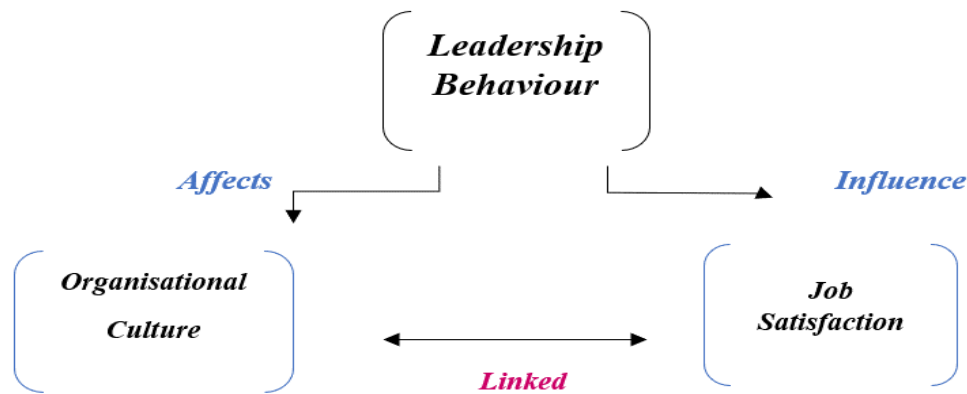 Leadership
Behaviour
Affects
Influence
Organisational
Culture
Job
Satisfaction
Linked